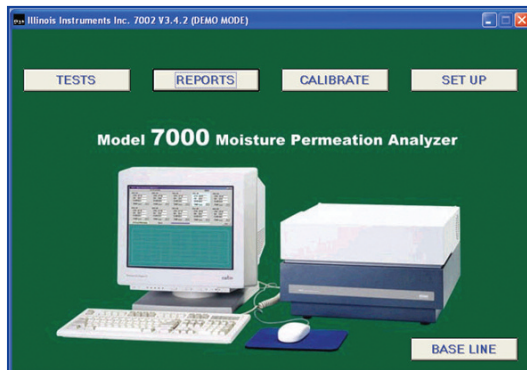 Illinois Instruments Inc. 7002 V3.4.2 (DEMO MODE)
TESTS
REPORTS
CALIBRATE
SET UP
Model 7000 Moisture Permeation Analyzer
BASE LINE